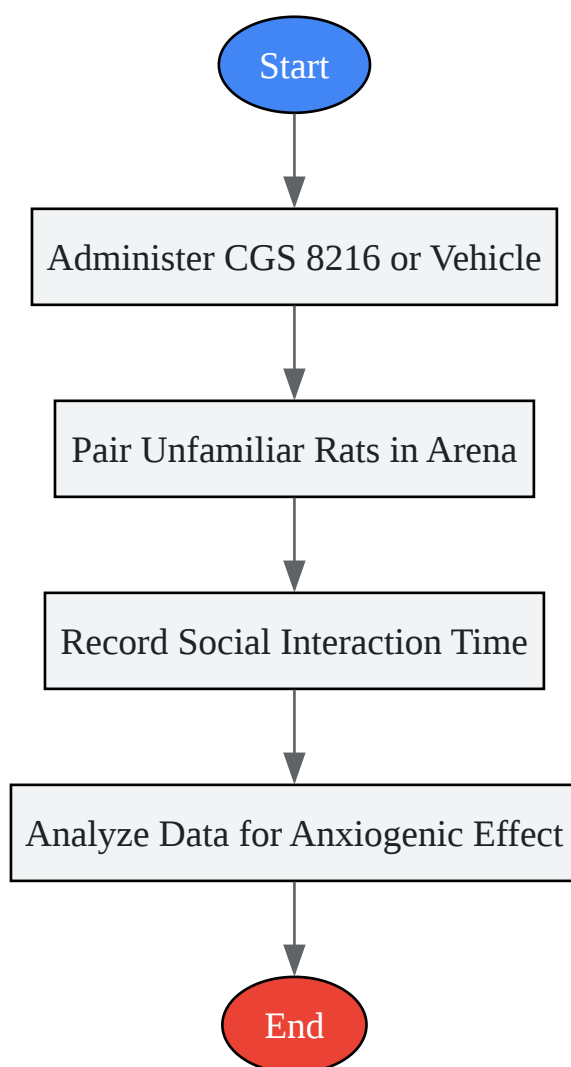 Start
Administer CGS 8216 or Vehicle
Pair Unfamiliar Rats in Arena
Record Social Interaction Time
Analyze Data for Anxiogenic Effect
End